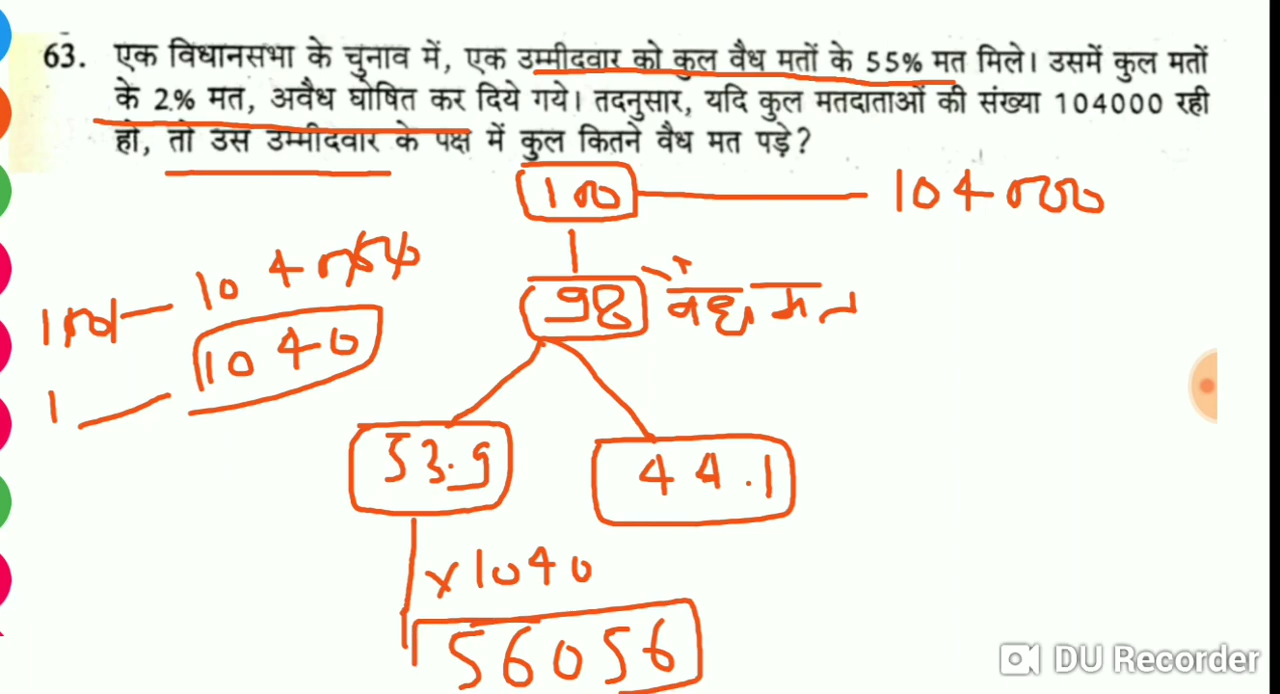 63. एक विधानसभा के चुनाव में, एक उम्मीदवार को कुल वैध मतों के 55% मत मिले। उसमें कुल मतों
के 2% मत, अवैध घोषित कर दिये गये। तदनुसार, यदि कुल मतदाताओं की संख्या 104000 रही
हो, तो उस उम्मीदवार के पक्ष में कुल कितने वैध मत पड़े?
100 104000
100 104000
98 वैध मत
1 1040
53.9 44.1
×1040
56056
DU Recorder